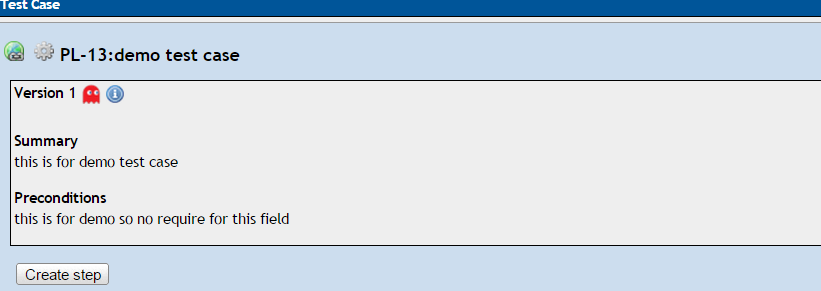 Test Case
PL-13:demo test case
Version 1
Summary
this is for demo test case
Preconditions
this is for demo so no require for this field
Create step